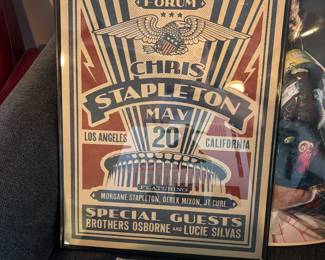 FORUM
CHRIS
STAPLETON
MAY
LOS ANGELES 20 CALIFORNIA
FEATURING
MORGANE STAPLETON, DEREK MIXON, JT CURE
SPECIAL GUESTS
BROTHERS OSBORNE AND LUCIE SILVAS